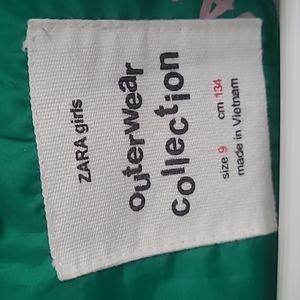 ZARA girls
outerwear
collection
size 9 cm 134
made in Vietnam